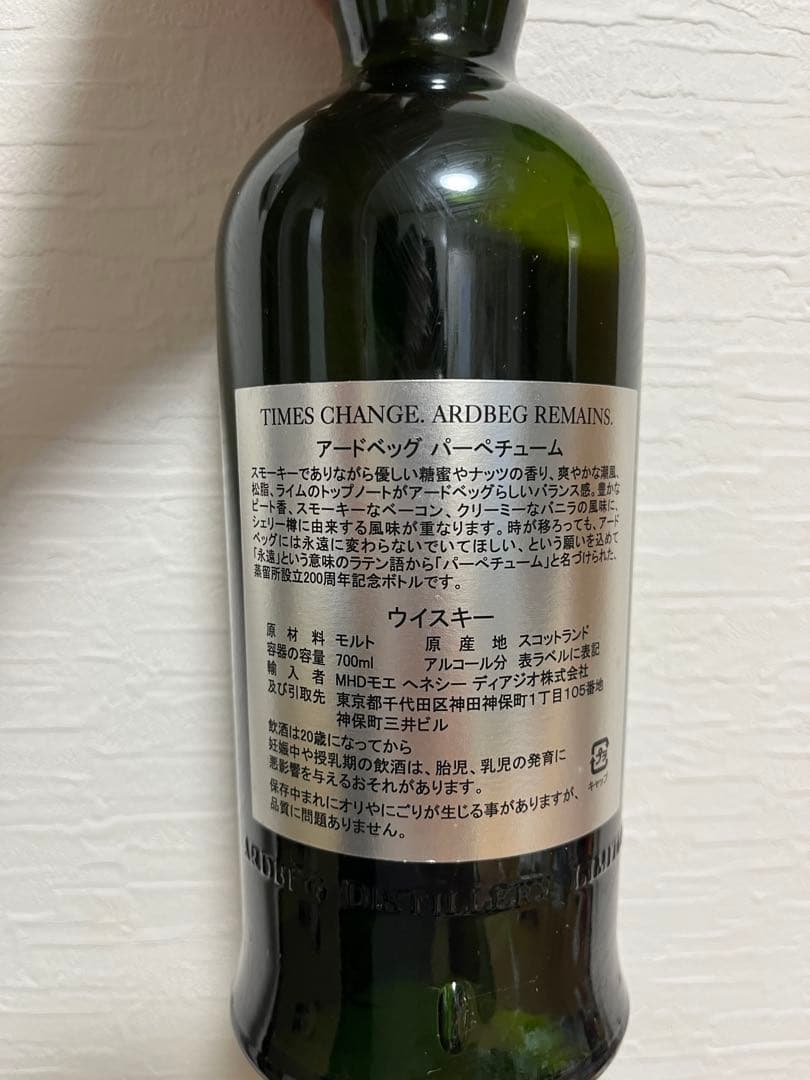 TIMES CHANGE. ARDBEG REMAINS.
アードベッグ パーペチューム
スモーキーでありながら優しい糖蜜やナッツの香り、爽やかな潮風、
松脂、ライムのトップノートがアードベッグらしいバランス感。豊かな
ピート香、スモーキーなベーコン、クリーミーなバニラの風味に、
シェリー樽に由来する風味が重なります。時が移ろっても、アード
ベッグには永遠に変わらないでいてほしい、という願いを込めて
「永遠」という意味のラテン語から「パーペチューム」と名づけられた、
蒸留所設立200周年記念ボトルです。
ウイスキー
原材料 モルト 原産地 スコットランド
容器の容量 700ml アルコール分 表ラベルに表記
輸入者 MHDモエ ヘネシー ディアジオ株式会社
及び引取先 東京都千代田区神田神保町1丁目105番地
神保町三井ビル
飲酒は20歳になってから
妊娠中や授乳期の飲酒は、胎児、乳児の発育に
悪影響を与えるおそれがあります。
プラ
キャップ
保存中まれにオリやにごりが生じる事がありますが、
品質に問題ありません。
ARDBEG DISTILLERY LIMITED